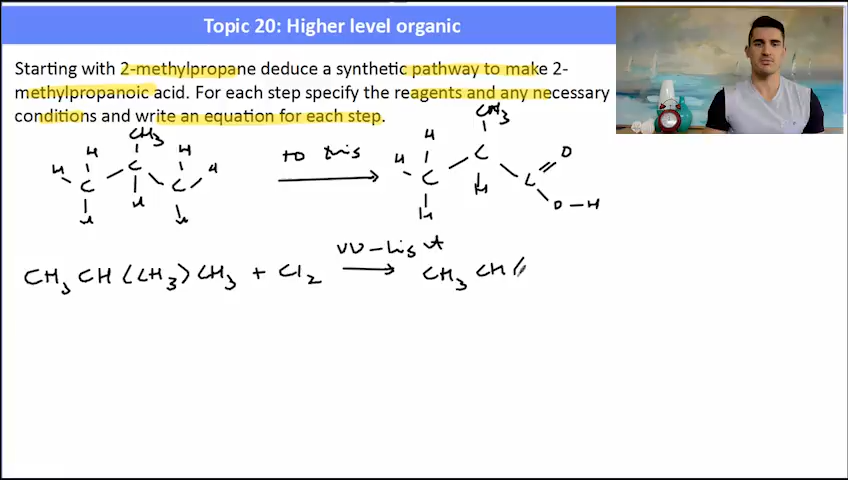 Topic 20: Higher level organic
Starting with 2-methylpropane deduce a synthetic pathway to make 2-
methylpropanoic acid. For each step specify the reagents and any necessary
conditions and write an equation for each step.
CH3 CH3
H H H H H C O
H C C C H to this H C C O H
H H H H
UV-light
CH3 CH(CH3)CH3 + Cl2 → CH3 CH(